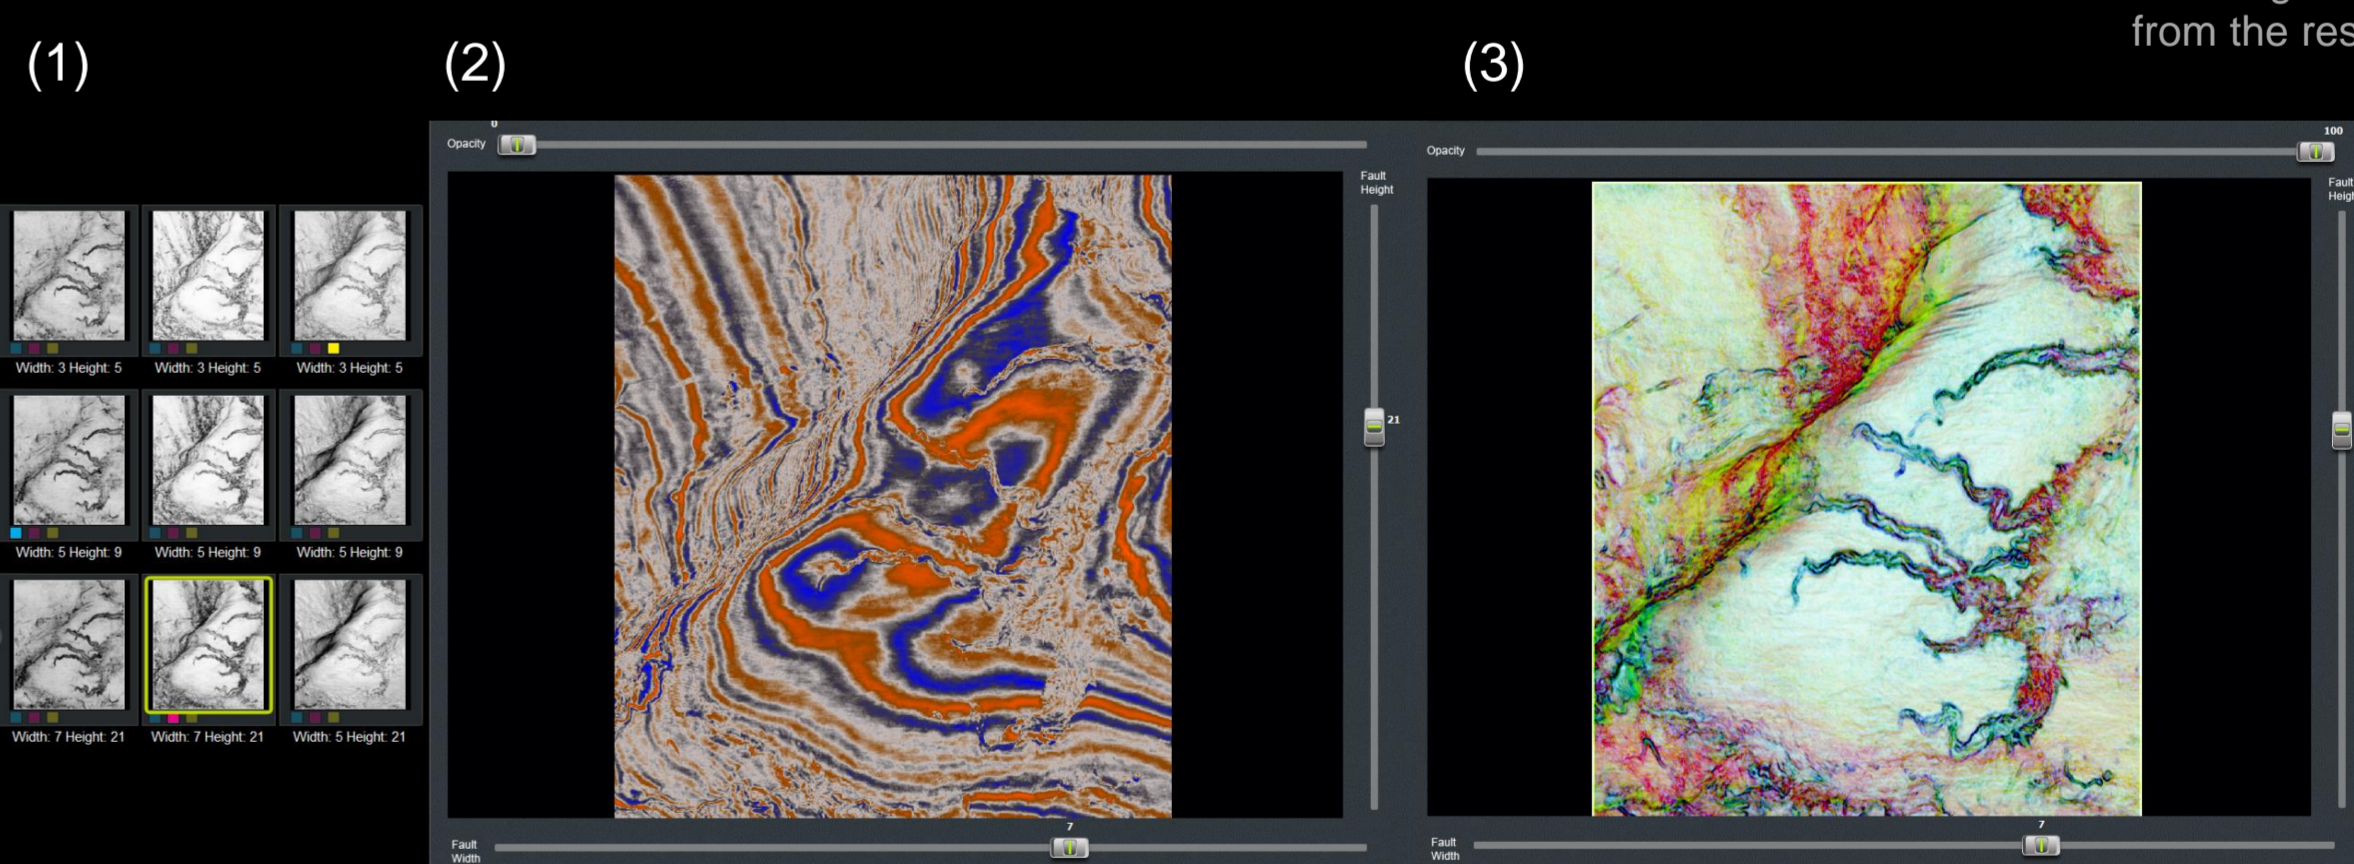 from the res
(1)
(2)
(3)
Width: 3 Height: 5
Width: 3 Height: 5
Width: 3 Height: 5
Width: 5 Height: 9
Width: 5 Height: 9
Width: 5 Height: 9
Width: 7 Height: 21
Width: 7 Height: 21
Width: 5 Height: 21
0
Opacity
Fault
Height
21
7
Fault
Width
100
Opacity
Fault
Heigh
7
Fault
Width